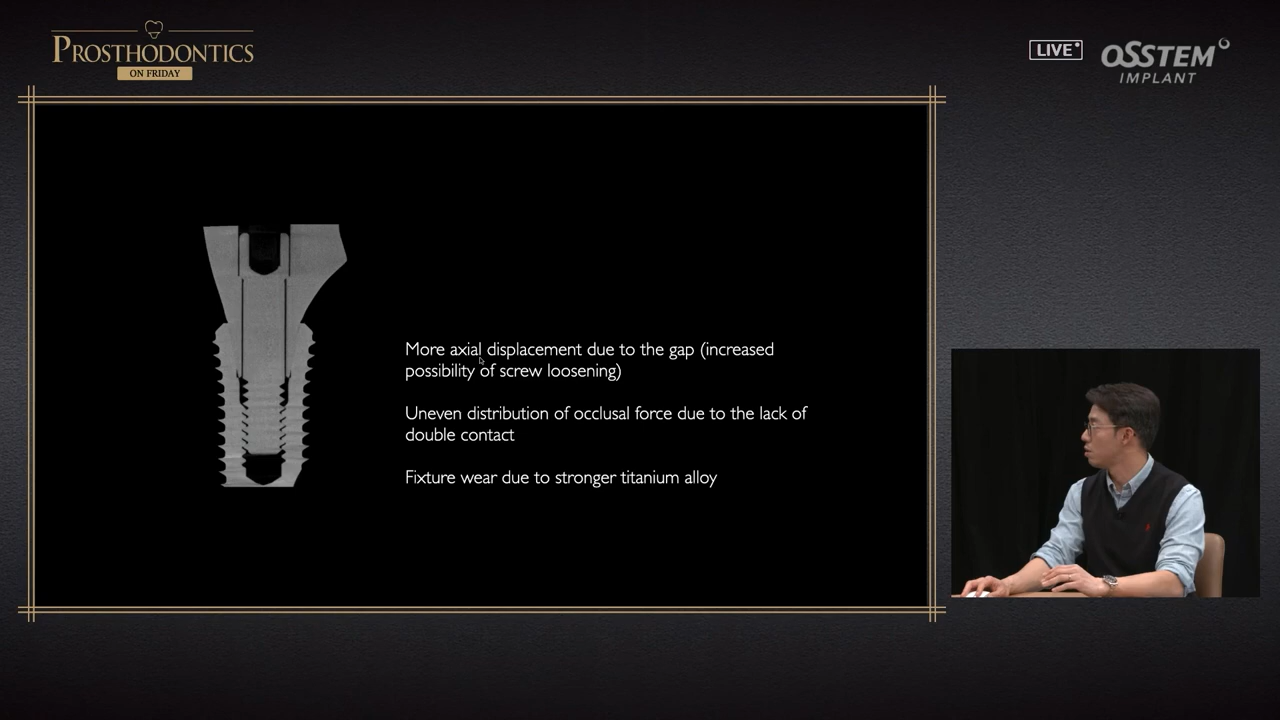 PROSTHODONTICS
ON FRIDAY
LIVE
OSSTEM
IMPLANT
More axial displacement due to the gap (increased
possibility of screw loosening)
Uneven distribution of occlusal force due to the lack of
double contact
Fixture wear due to stronger titanium alloy